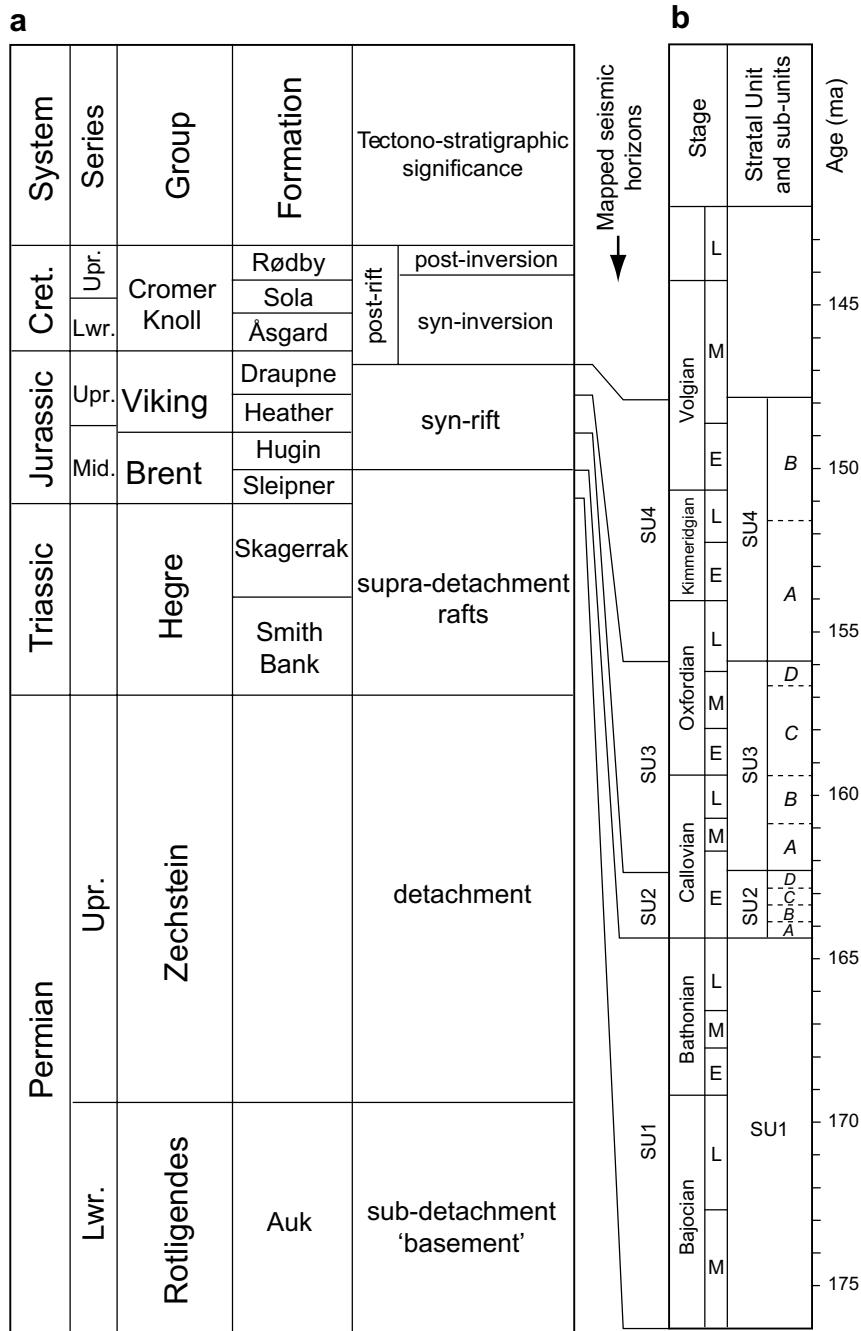 a
System
Series
Group
Formation
Tectono-stratigraphic
significance
Mapped seismic
horizons
Cret.
Upr.
Lwr.
Cromer
Knoll
Rødby
Sola
Åsgard
post-rift
post-inversion
syn-inversion
Jurassic
Upr.
Mid.
Viking
Brent
Draupne
Heather
Hugin
Sleipner
syn-rift
Triassic
Hegre
Skagerrak
Smith
Bank
supra-detachment
rafts
Permian
Upr.
Zechstein
detachment
Lwr.
Rotligendes
Auk
sub-detachment
'basement'
SU4
SU3
SU2
SU1
b
Stage
Stratal Unit
and sub-units
Age (ma)
Volgian
L
M
E
Kimmeridgian
L
E
Oxfordian
L
M
E
Callovian
L
M
E
Bathonian
L
M
E
Bajocian
L
M
SU4
B
A
SU3
D
C
B
A
SU2
D
C
B
A
SU1
145
150
155
160
165
170
175